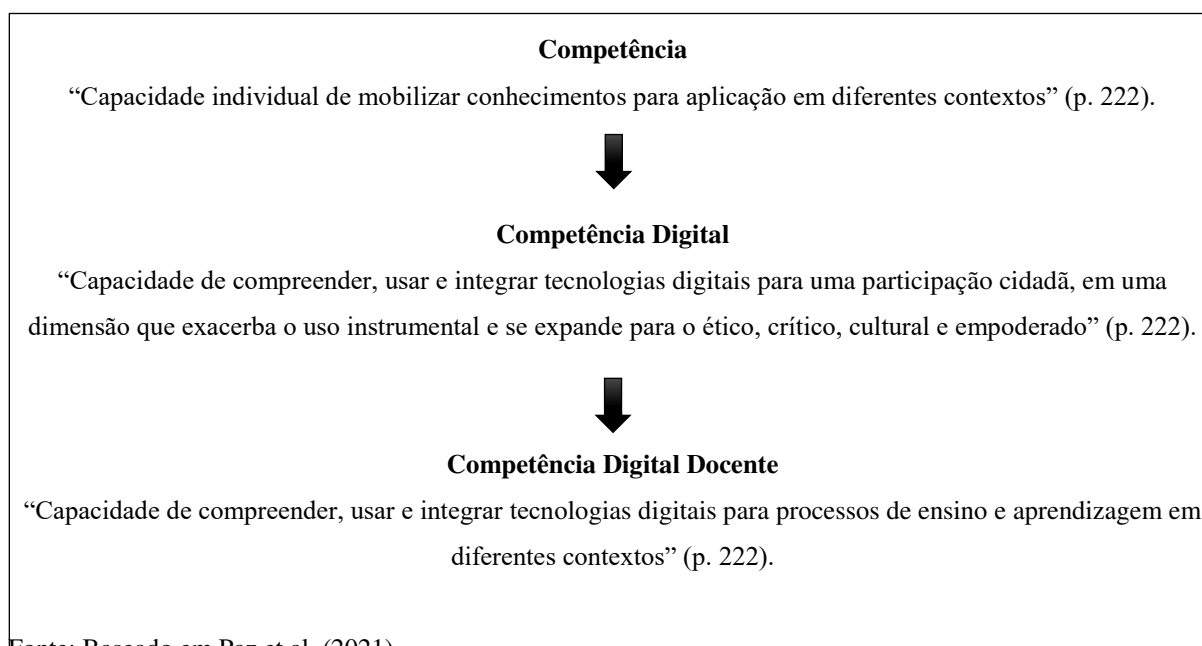 Competência
“Capacidade individual de mobilizar conhecimentos para aplicação em diferentes contextos” (p. 222).
Competência Digital
“Capacidade de compreender, usar e integrar tecnologias digitais para uma participação cidadã, em uma
dimensão que exacerba o uso instrumental e se expande para o ético, crítico, cultural e empoderado” (p. 222).
Competência Digital Docente
“Capacidade de compreender, usar e integrar tecnologias digitais para processos de ensino e aprendizagem em
diferentes contextos” (p. 222).
Fonte: Baseado em Paz et al. (2021)